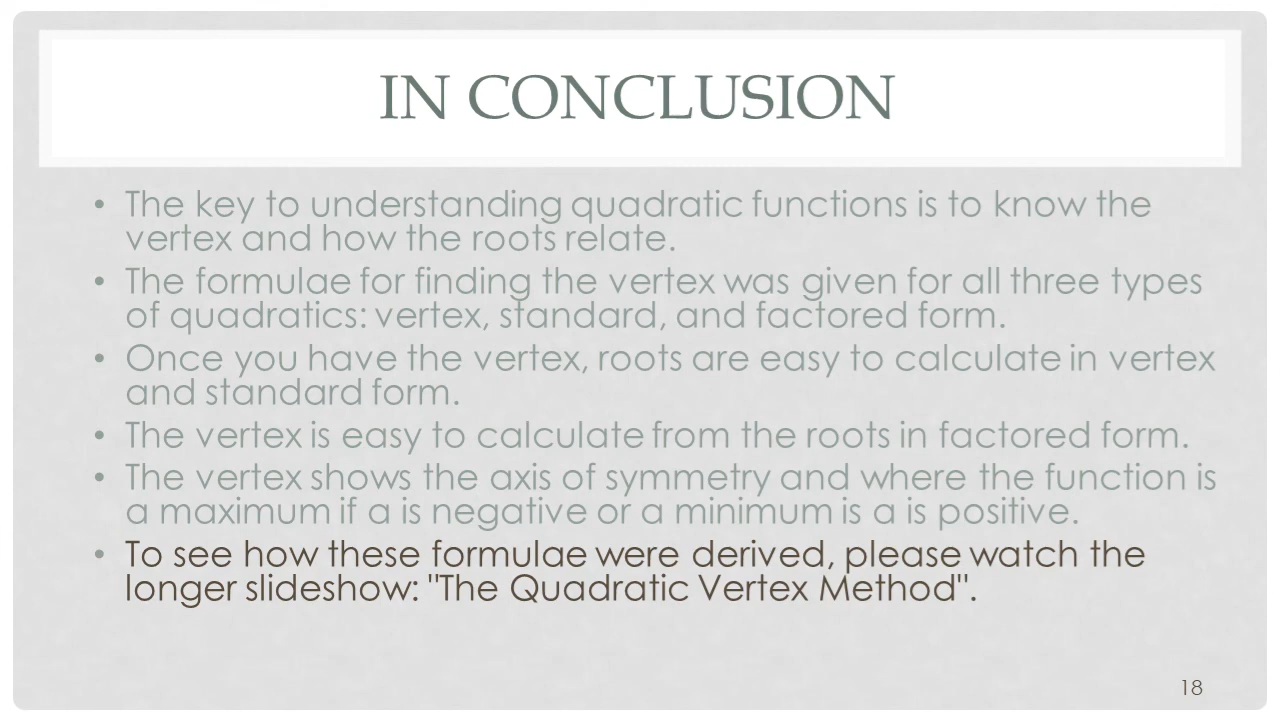 IN CONCLUSION
• The key to understanding quadratic functions is to know the
vertex and how the roots relate.
• The formulae for finding the vertex was given for all three types
of quadratics: vertex, standard, and factored form.
• Once you have the vertex, roots are easy to calculate in vertex
and standard form.
• The vertex is easy to calculate from the roots in factored form.
• The vertex shows the axis of symmetry and where the function is
a maximum if a is negative or a minimum is a is positive.
• To see how these formulae were derived, please watch the
longer slideshow: "The Quadratic Vertex Method".
18